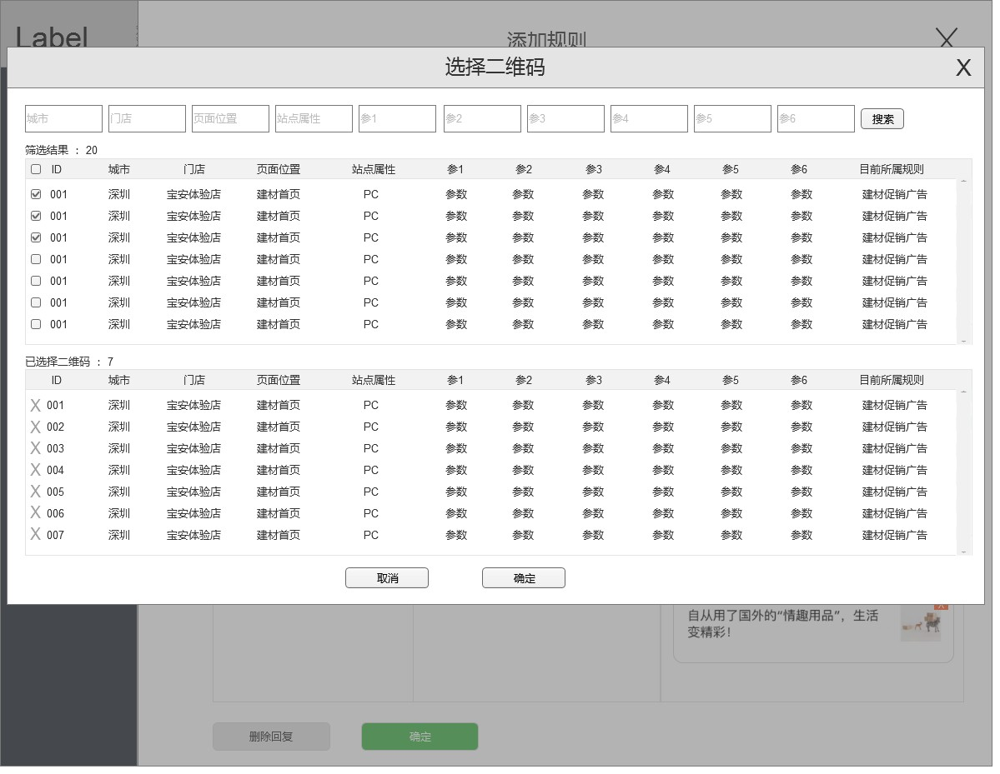 Label
添加规则
选择二维码 X
城市 门店 页面位置 站点属性 参1 参2 参3 参4 参5 参6 搜索
筛选结果 : 20
ID 城市 门店 页面位置 站点属性 参1 参2 参3 参4 参5 参6 目前所属规则
001 深圳 宝安体验店 建材首页 PC 参数 参数 参数 参数 参数 参数 建材促销广告
001 深圳 宝安体验店 建材首页 PC 参数 参数 参数 参数 参数 参数 建材促销广告
001 深圳 宝安体验店 建材首页 PC 参数 参数 参数 参数 参数 参数 建材促销广告
001 深圳 宝安体验店 建材首页 PC 参数 参数 参数 参数 参数 参数 建材促销广告
001 深圳 宝安体验店 建材首页 PC 参数 参数 参数 参数 参数 参数 建材促销广告
001 深圳 宝安体验店 建材首页 PC 参数 参数 参数 参数 参数 参数 建材促销广告
001 深圳 宝安体验店 建材首页 PC 参数 参数 参数 参数 参数 参数 建材促销广告
已选择二维码 : 7
ID 城市 门店 页面位置 站点属性 参1 参2 参3 参4 参5 参6 目前所属规则
X 001 深圳 宝安体验店 建材首页 PC 参数 参数 参数 参数 参数 参数 建材促销广告
X 002 深圳 宝安体验店 建材首页 PC 参数 参数 参数 参数 参数 参数 建材促销广告
X 003 深圳 宝安体验店 建材首页 PC 参数 参数 参数 参数 参数 参数 建材促销广告
X 004 深圳 宝安体验店 建材首页 PC 参数 参数 参数 参数 参数 参数 建材促销广告
X 005 深圳 宝安体验店 建材首页 PC 参数 参数 参数 参数 参数 参数 建材促销广告
X 006 深圳 宝安体验店 建材首页 PC 参数 参数 参数 参数 参数 参数 建材促销广告
X 007 深圳 宝安体验店 建材首页 PC 参数 参数 参数 参数 参数 参数 建材促销广告
取消 确定
自从用了国外的“情趣用品”，生活
变精彩！
删除回复 确定